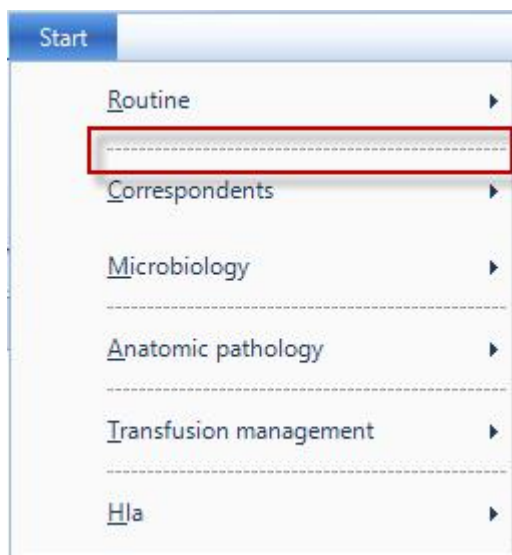 Start
Routine
Correspondents
Microbiology
Anatomic pathology
Transfusion management
Hla